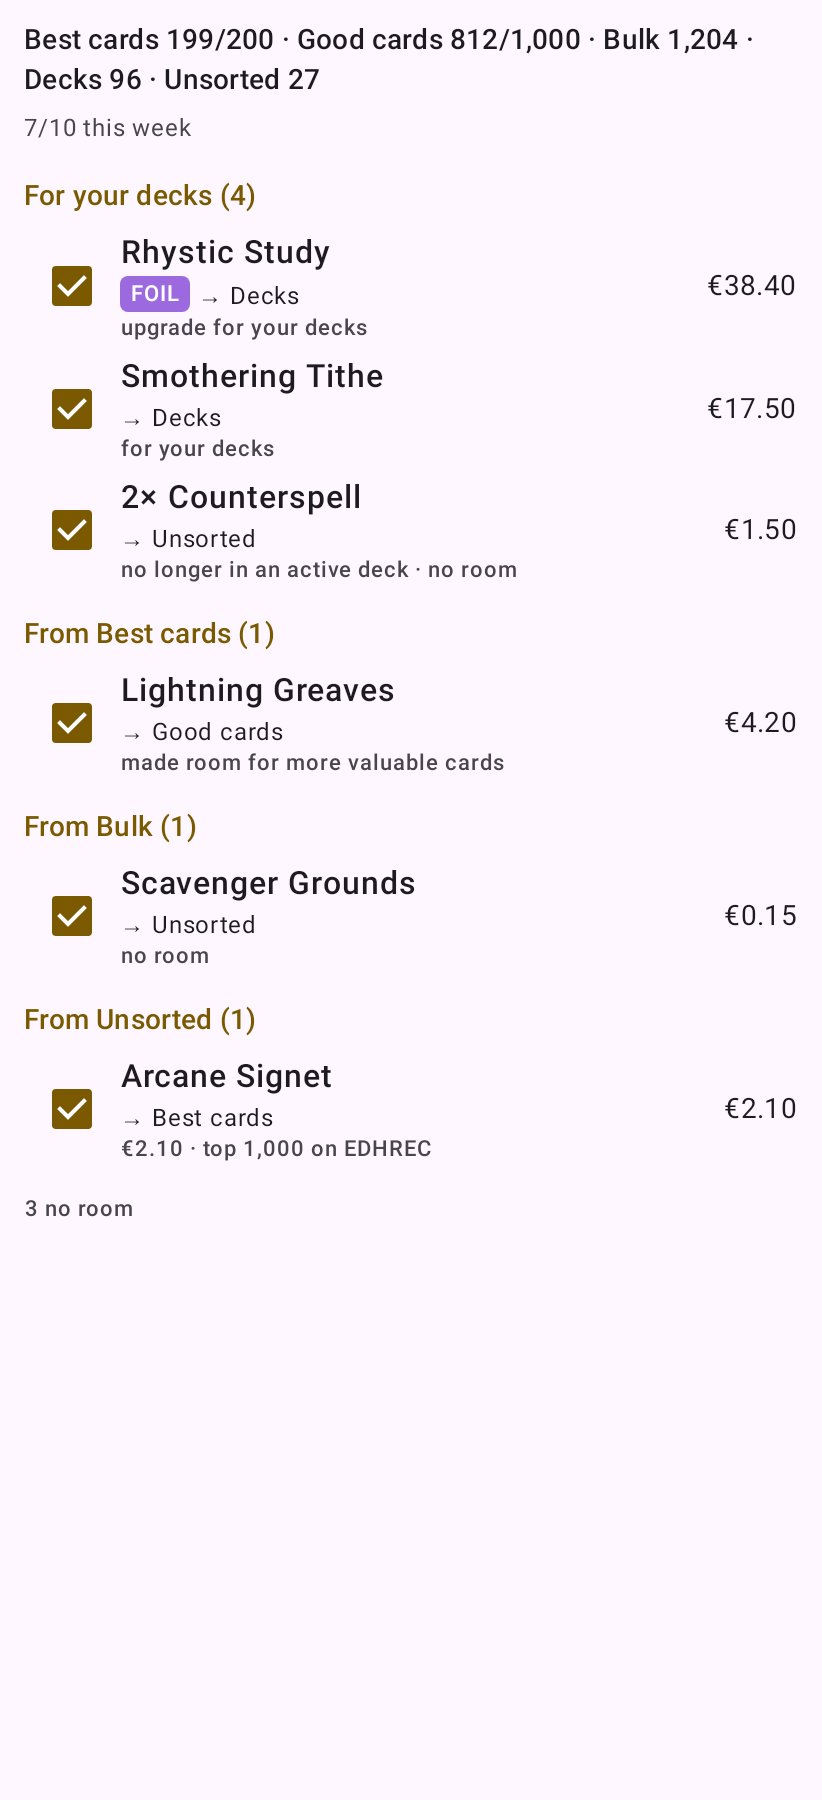 Best cards 199/200 · Good cards 812/1,000 · Bulk 1,204 ·
Decks 96 · Unsorted 27
7/10 this week
For your decks (4)
Rhystic Study
FOIL → Decks
€38.40
upgrade for your decks
Smothering Tithe
→ Decks
€17.50
for your decks
2× Counterspell
→ Unsorted
€1.50
no longer in an active deck · no room
From Best cards (1)
Lightning Greaves
→ Good cards
€4.20
made room for more valuable cards
From Bulk (1)
Scavenger Grounds
→ Unsorted
€0.15
no room
From Unsorted (1)
Arcane Signet
→ Best cards
€2.10
€2.10 · top 1,000 on EDHREC
3 no room